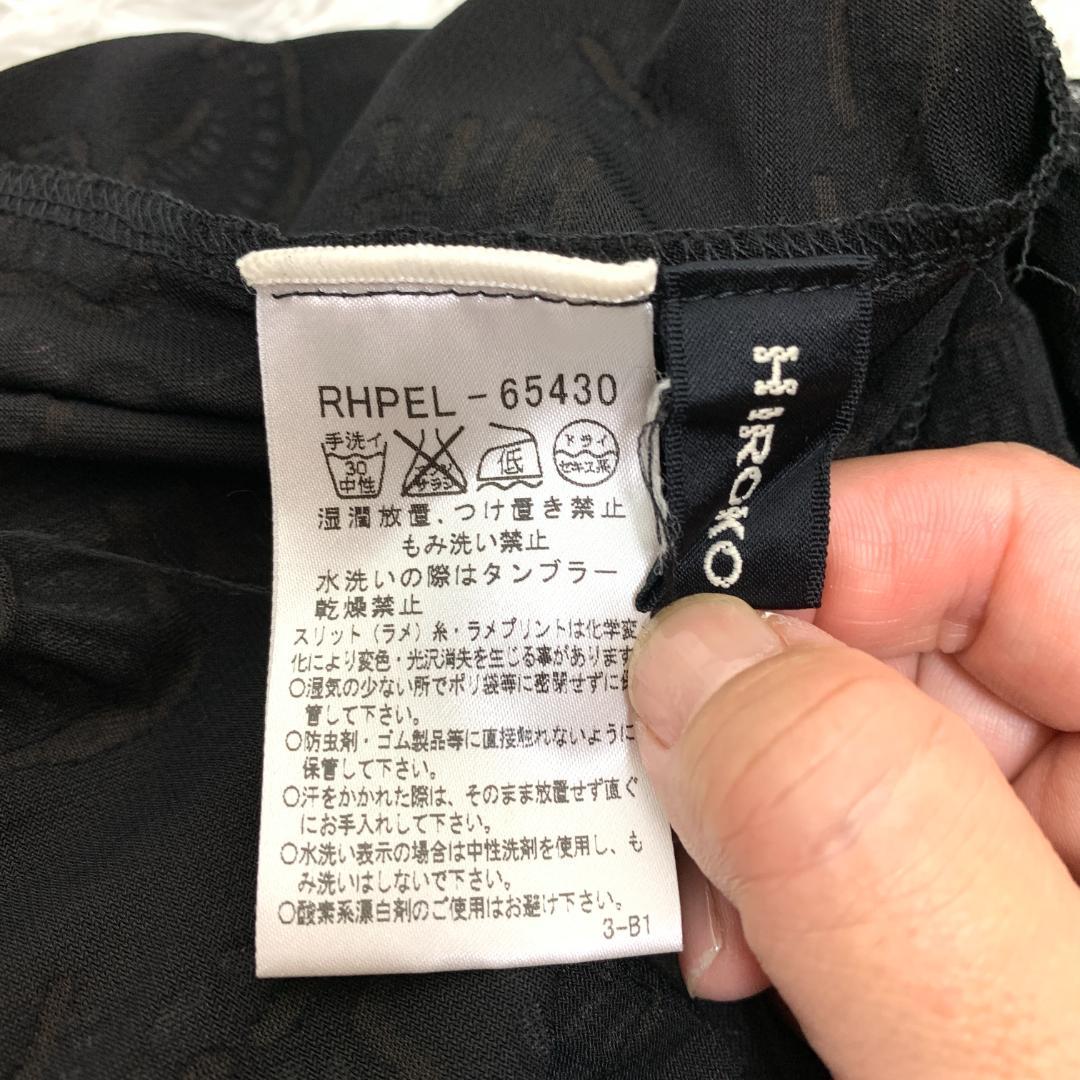 RHPEL-65430
手洗イ
30
中性
エンソ
サラシ
低
ドライ
セキユ系
湿潤放置、つけ置き禁止
もみ洗い禁止
水洗いの際はタンブラー
乾燥禁止
スリット（ラメ）糸・ラメプリントは化学変
化により変色・光沢消失を生じる事があります
○湿気の少ない所でポリ袋等に密閉せずに保
管して下さい。
○防虫剤・ゴム製品等に直接触れないように
保管して下さい。
○汗をかかれた際は、そのまま放置せず直ぐ
にお手入れして下さい。
○水洗い表示の場合は中性洗剤を使用し、も
み洗いはしないで下さい。
○酸素系漂白剤のご使用はお避け下さい。
3-B1
HIROKO